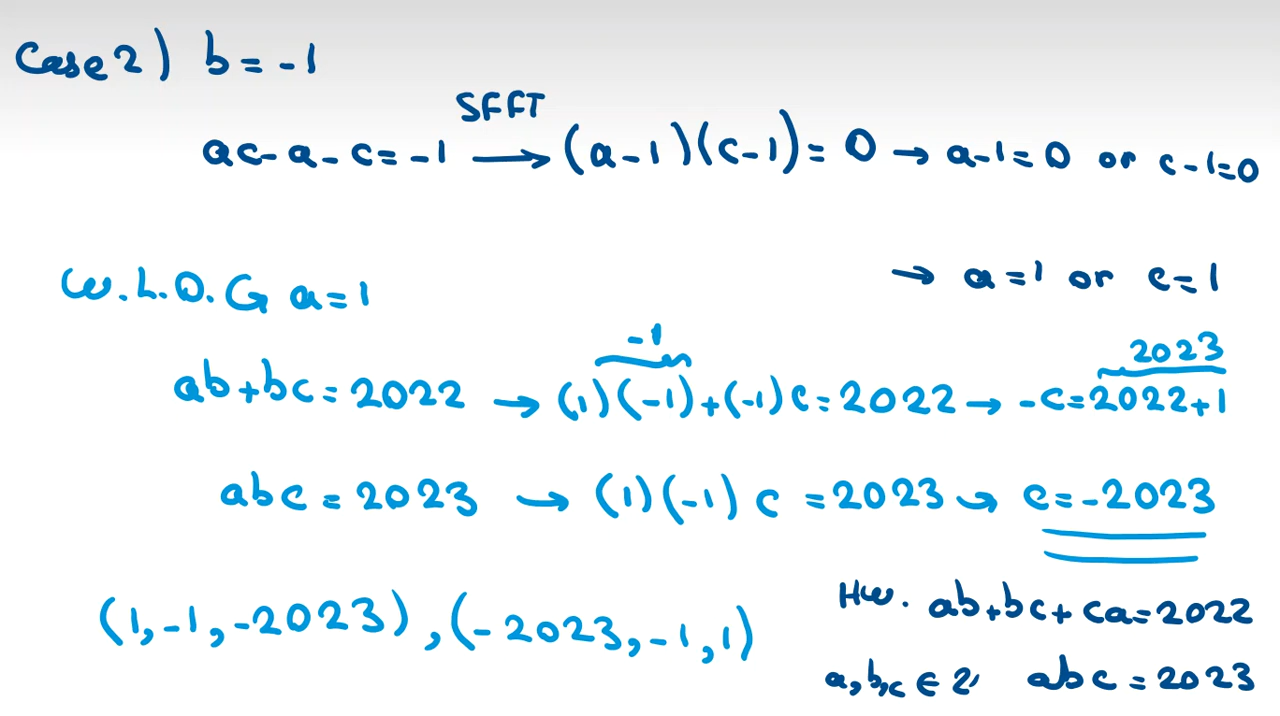 Case 2) b = -1
SFFT
ac - a - c = -1 → (a-1)(c-1) = 0 → a-1 = 0 or c-1=0
→ a=1 or c=1
W.L.O.G a=1
-1
2023
ab+bc = 2022 → (1)(-1)+(-1)c = 2022 → -c = 2022+1
abc = 2023 → (1)(-1)c = 2023 → c = -2023
(1,-1,-2023), (-2023,-1,1)
Hw. ab+bc+ca=2022
a,b,c ∈ ℤ abc = 2023